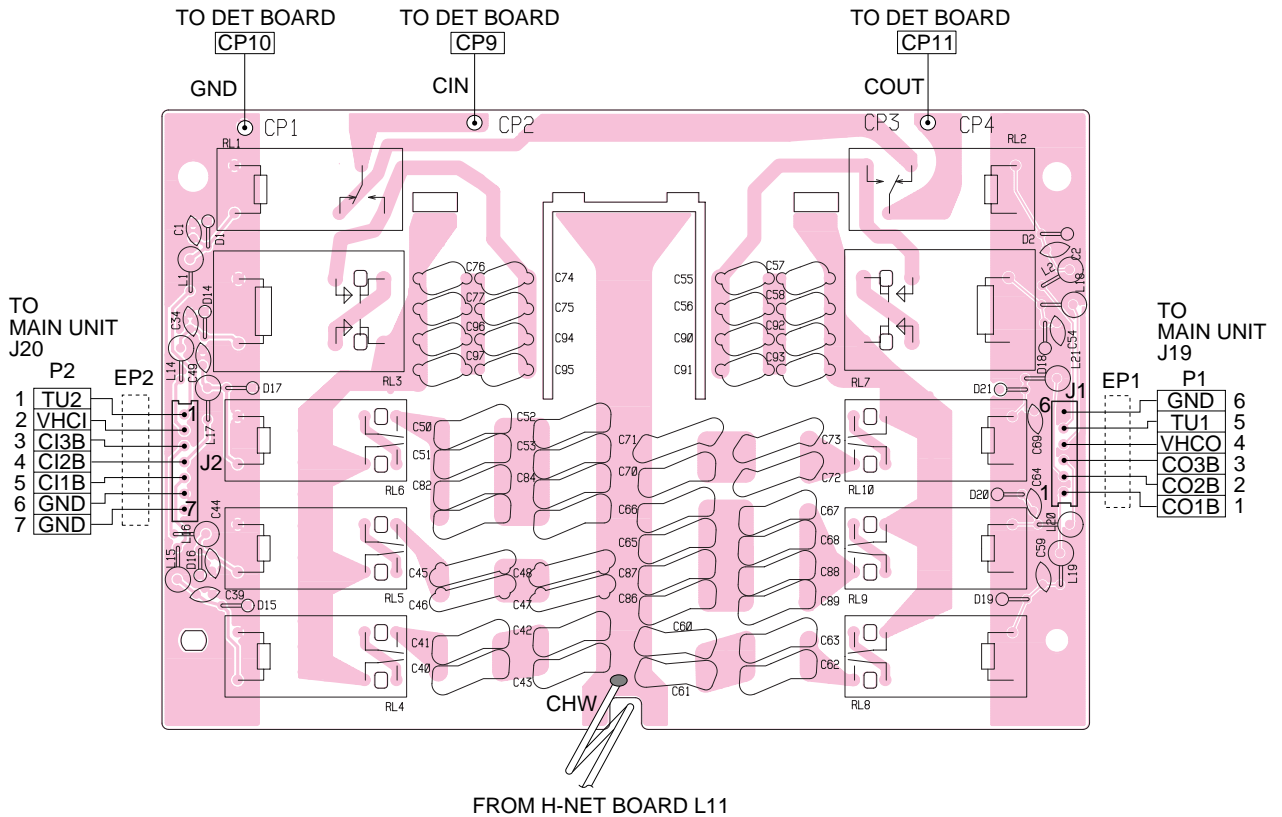 TO DET BOARD
CP10
TO DET BOARD
CP9
TO DET BOARD
CP11
GND
CIN
COUT
CP1
CP2
CP3
CP4
RL1
RL2
C1
D1
L1
D14
C34
L14
C49
L17
D17
RL3
C76
C77
C96
C97
C74
C75
C94
C95
C57
C58
C92
C93
C55
C56
C90
C91
RL7
D2
C2
L2
L18
C54
D18
L21
D21
TO
MAIN UNIT
J20
P2
EP2
1 TU2
2 VHCI
3 CI3B
4 CI2B
5 CI1B
6 GND
7 GND
1
J2
7
TO
MAIN UNIT
J19
P1
EP1
GND 6
TU1 5
VHCO 4
CO3B 3
CO2B 2
CO1B 1
J1
6
1
C50
C51
C82
C52
C53
C84
C71
C70
C66
C65
C87
C86
C73
C72
C67
C68
C88
C89
RL6
RL10
C69
C64
D20
L20
C59
L19
D19
C44
L16
L15
D16
C39
D15
C45
C46
C48
C47
RL5
RL9
C41
C40
C42
C43
C60
C61
C63
C62
RL4
RL8
CHW
FROM H-NET BOARD L11